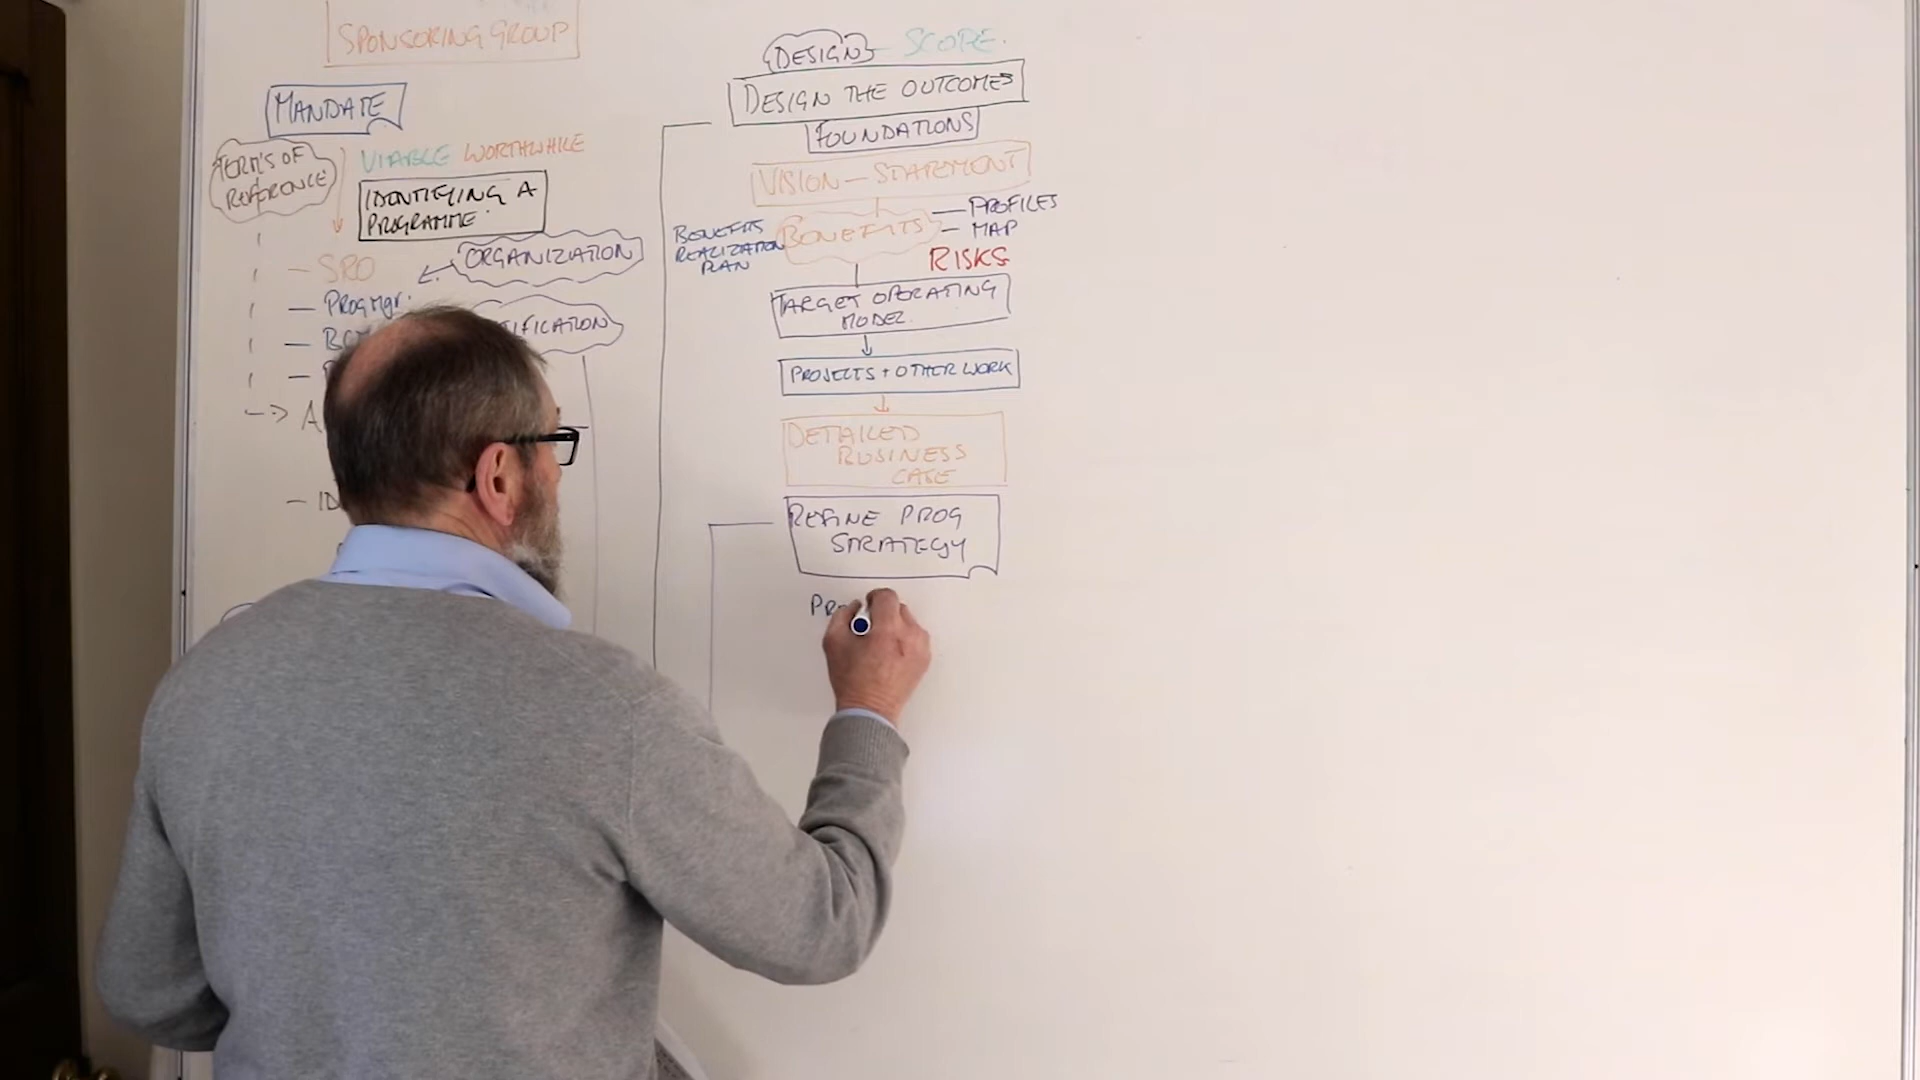 SPONSORING GROUP
MANDATE
TERM'S OF
REFERENCE
VIABLE WORTHWHILE
IDENTIFYING A
PROGRAMME.
ORGANIZATION
- SRO
- PROG Mgr.
DESIGN - SCOPE.
DESIGN THE OUTCOMES
FOUNDATIONS
VISION - STATEMENT
BENEFITS
- PROFILES
- MAP
BENEFITS
REALIZATION
PLAN
RISKS
TARGET OPERATING
MODEL.
PROJECTS + OTHER WORK
DETAILED
BUSINESS
CASE
REFINE PROG
STRATEGY